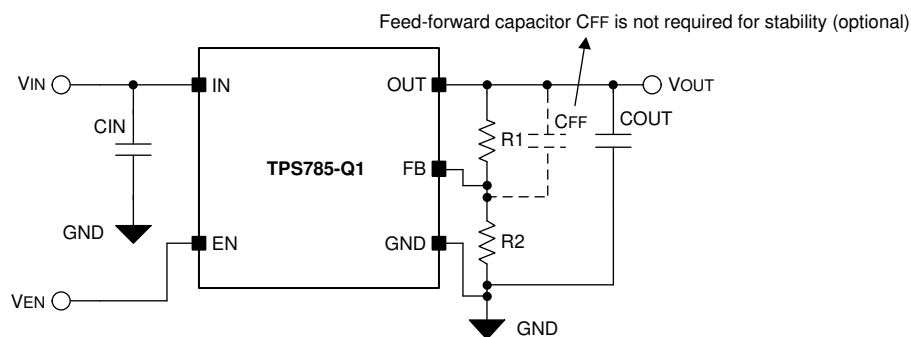 Feed-forward capacitor CFF is not required for stability (optional)
VIN
IN
OUT
VOUT
CIN
R1
CFF
COUT
TPS785-Q1
FB
GND
EN
GND
R2
VEN
GND